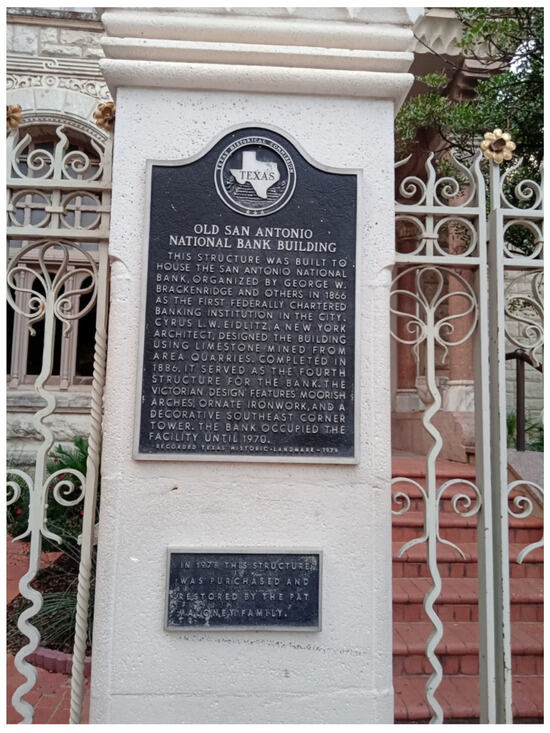 TEXAS HISTORICAL COMMISSION
TEXAS
OLD SAN ANTONIO
NATIONAL BANK BUILDING
THIS STRUCTURE WAS BUILT TO
HOUSE THE SAN ANTONIO NATIONAL
BANK, ORGANIZED BY GEORGE W.
BRACKENRIDGE AND OTHERS IN 1866
AS THE FIRST FEDERALLY CHARTERED
BANKING INSTITUTION IN THE CITY.
CYRUS L. W. EIDLITZ, A NEW YORK
ARCHITECT, DESIGNED THE BUILDING
USING LIMESTONE MINED FROM
AREA QUARRIES. COMPLETED IN
1886, IT SERVED AS THE FOURTH
STRUCTURE FOR THE BANK. THE
VICTORIAN DESIGN FEATURES MOORISH
ARCHES, ORNATE IRONWORK, AND A
DECORATIVE SOUTHEAST CORNER
TOWER. THE BANK OCCUPIED THE
FACILITY UNTIL 1970.
RECORDED TEXAS HISTORIC LANDMARK-1979
IN 1978 THIS STRUCTURE
WAS PURCHASED AND
RESTORED BY THE PAT
MALONEY FAMILY.